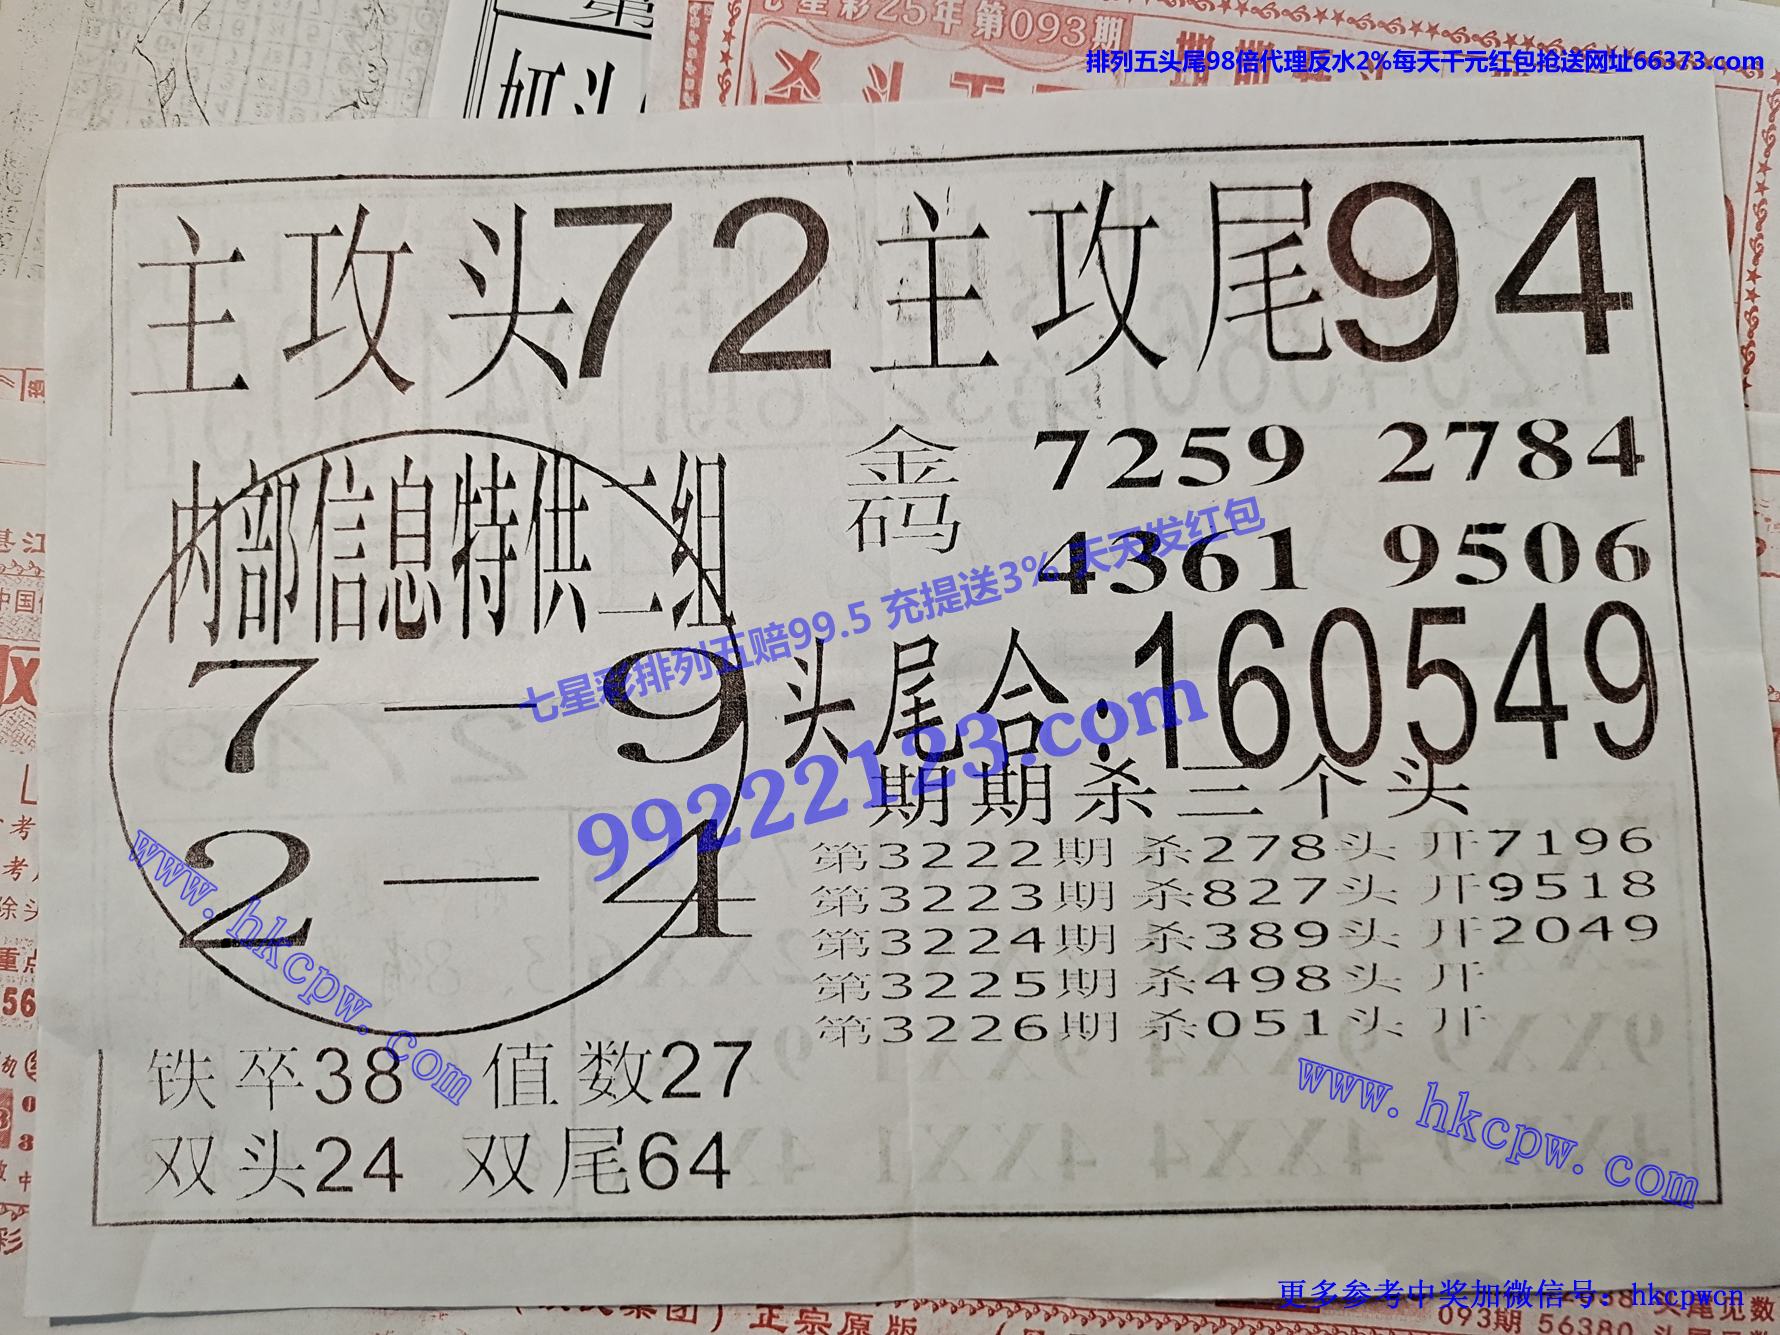 七星彩25年第093期
排列五头尾98倍代理反水2%每天千元红包抢送网址66373.com
主攻头72 主攻尾94
内部信息特供二组
7—9
2—4
金码 7259 2784
4361 9506
七星彩排列五赔99.5 充提送3% 天天发红包
99222123.com
头尾合:160549
期期杀三个头
第3222期 杀278头 开7196
第3223期 杀827头 开9518
第3224期 杀389头 开2049
第3225期 杀498头 开
第3226期 杀051头 开
www.hkcpw.com
www.hkcpw.com
铁卒38 值数27
双头24 双尾64
更多参考中奖加微信号：hkcpwcn
正宗原版
093期 56380